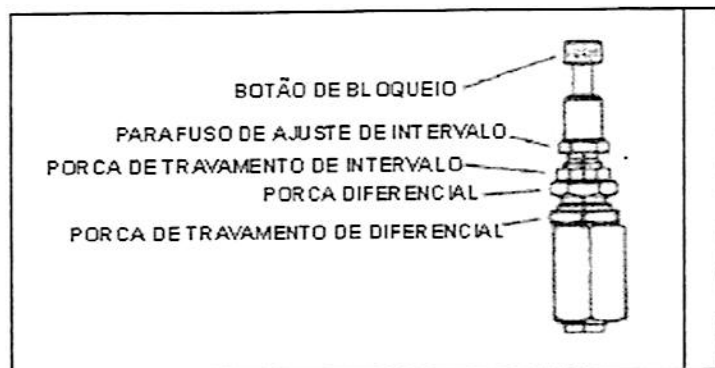 BOTÃO DE BLOQUEIO
PARAFUSO DE AJUSTE DE INTERVALO
PORCA DE TRAVAMENTO DE INTERVALO
PORCA DIFERENCIAL
PORCA DE TRAVAMENTO DE DIFERENCIAL